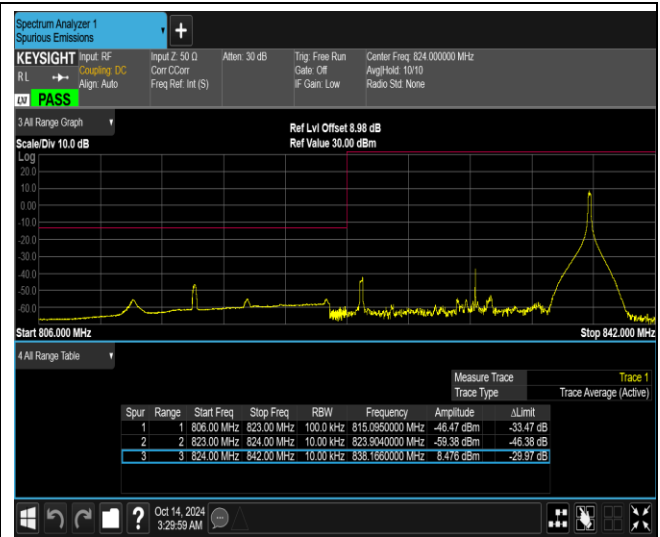 Spectrum Analyzer 1
Spurious Emissions
+
KEYSIGHT Input: RF Input Z: 50 Ω Atten: 30 dB Trig: Free Run Center Freq: 824.000000 MHz
RL Coupling: DC Corr CCorr Gate: Off Avg|Hold: 10/10
Align: Auto Freq Ref: Int (S) IF Gain: Low Radio Std: None
LXI PASS
3 All Range Graph
Ref Lvl Offset 8.98 dB
Scale/Div 10.0 dB Ref Value 30.00 dBm
Log
20.0
10.0
0.00
-10.0
-20.0
-30.0
-40.0
-50.0
-60.0
Start 806.000 MHz Stop 842.000 MHz
4 All Range Table
Measure Trace Trace 1
Trace Type Trace Average (Active)
Spur Range Start Freq Stop Freq RBW Frequency Amplitude ΔLimit
1 1 806.00 MHz 823.00 MHz 100.0 kHz 815.0950000 MHz -46.47 dBm -33.47 dB
2 2 823.00 MHz 824.00 MHz 10.00 kHz 823.9040000 MHz -59.38 dBm -46.38 dB
3 3 824.00 MHz 842.00 MHz 10.00 kHz 838.1660000 MHz 8.476 dBm -29.97 dB
? Oct 14, 2024
3:29:59 AM